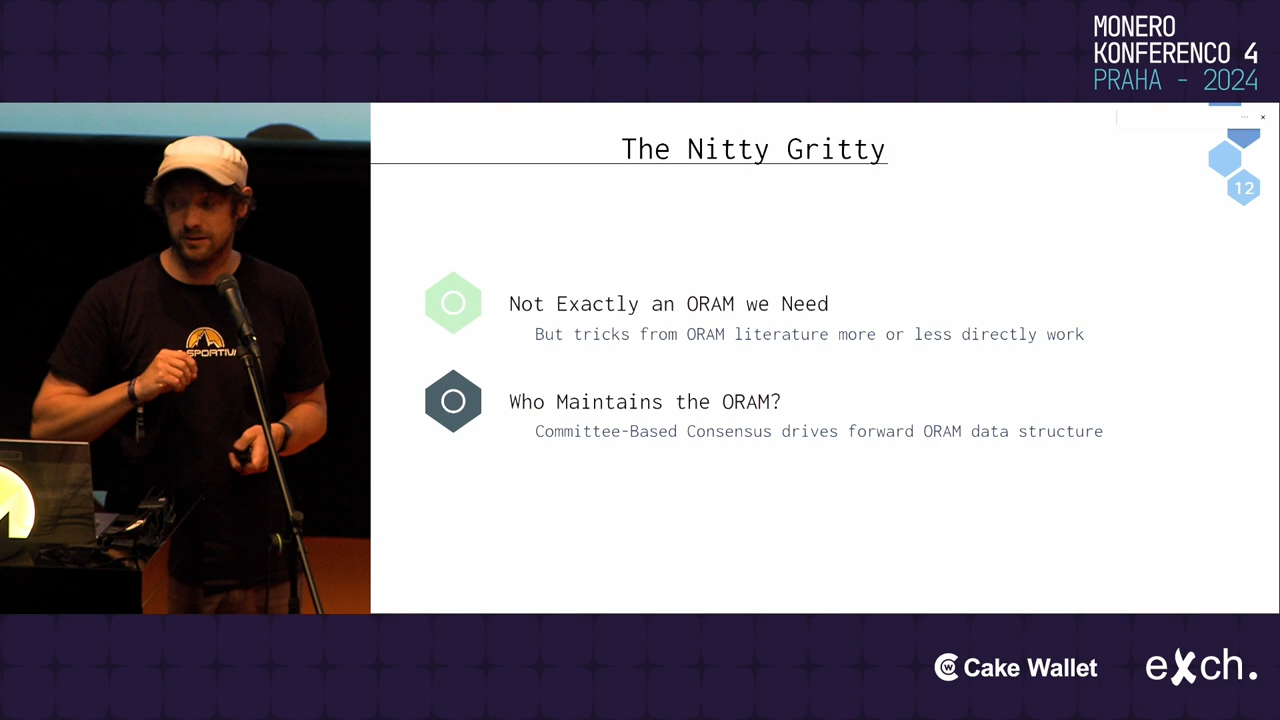 MONERO
KONFERENCO 4
PRAHA - 2024
The Nitty Gritty
12
Not Exactly an ORAM we Need
But tricks from ORAM literature more or less directly work
Who Maintains the ORAM?
Committee-Based Consensus drives forward ORAM data structure
SPORTIV
Cake Wallet
exch.